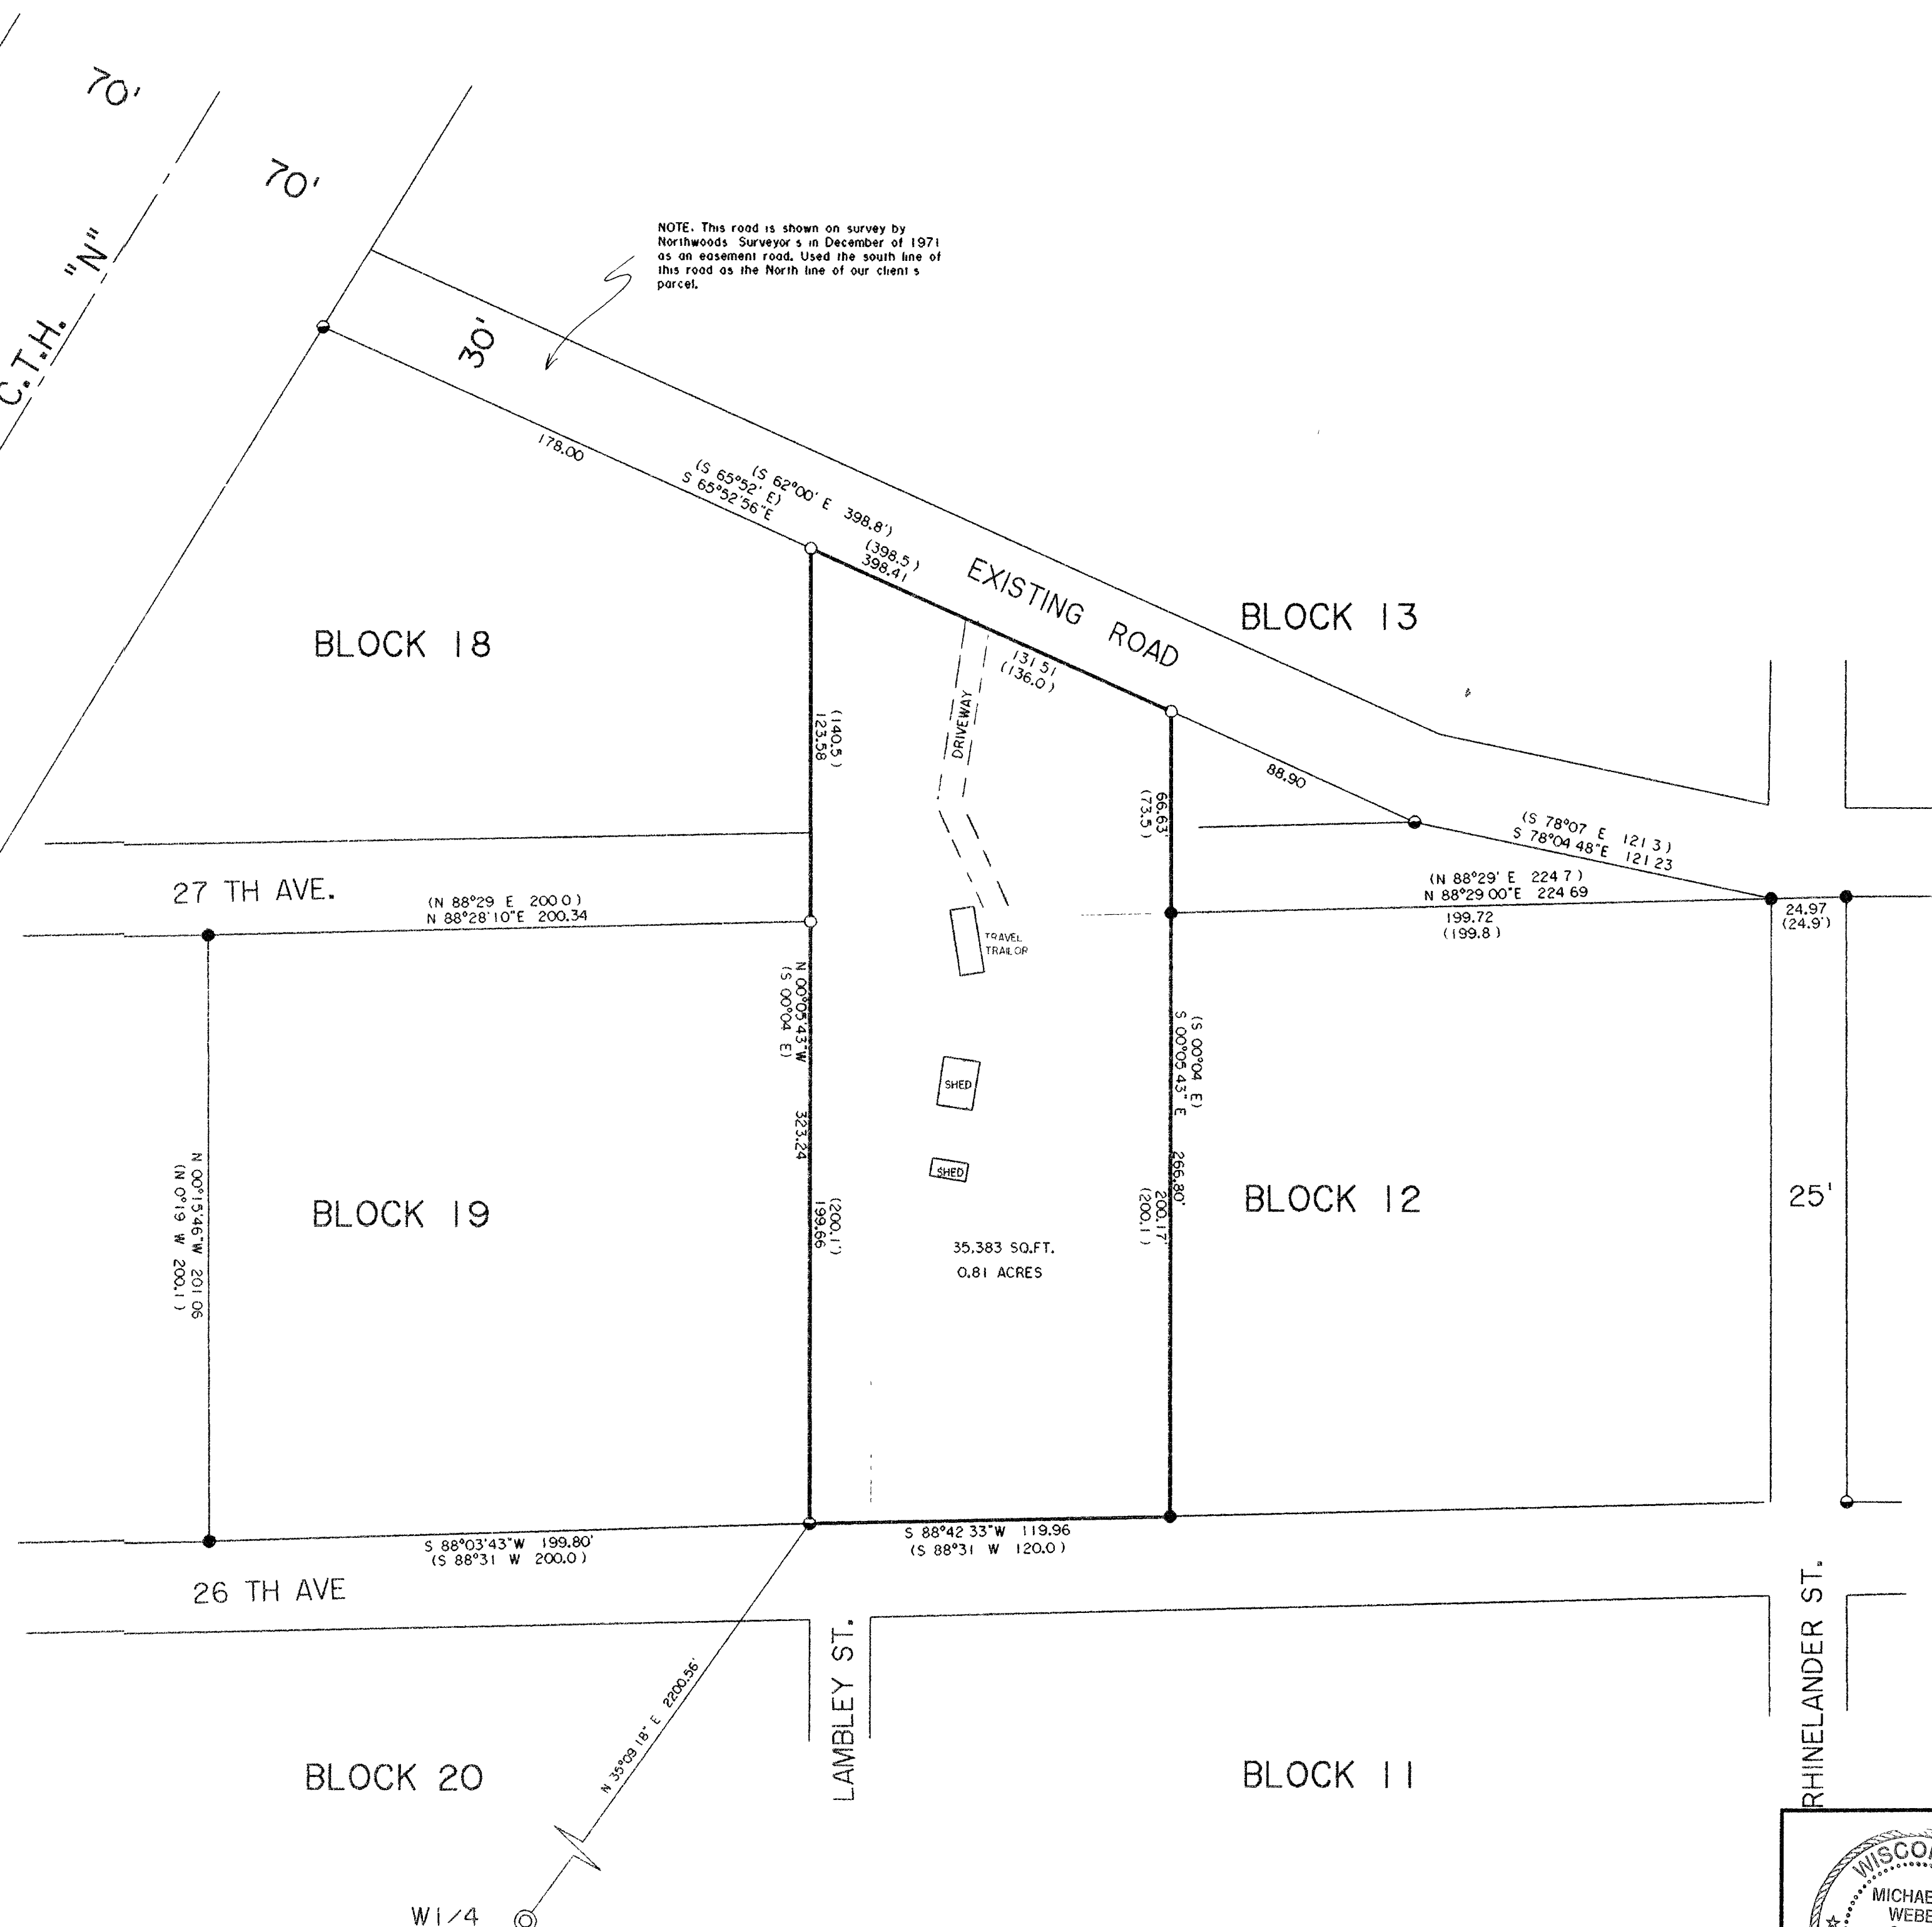 70'
70'
C.T.H. "N"
NOTE. This road is shown on survey by
Northwoods Surveyor s in December of 1971
as an easement road. Used the south line of
this road as the North line of our client s
parcel.
30'
178.00
(S 62°00' E 398.8')
(S 65°52' E)
S 65°52'56"E
(398.5)
398.41
EXISTING ROAD
BLOCK 13
BLOCK 18
131 51
(136.0)
DRIVEWAY
(140.5)
123.58
66.63'
(73.5)
88.90
(S 78°07 E 121 3)
S 78°04 48"E 121 23
27 TH AVE.
(N 88°29 E 200 0)
N 88°28'10"E 200.34
(N 88°29' E 224 7)
N 88°29 00"E 224 69
199.72
(199.8)
24.97
(24.9')
TRAVEL
TRAILOR
N 00°05'43"W 323.24
(S 00°04 E)
(S 00°04 E)
S 00°05 43" E 266.80'
SHED
SHED
N 00°15'46"W 201 06
(N 0°19 W 200.1)
BLOCK 19
(200.1')
199.66
200.17'
(200.1)
BLOCK 12
25'
35,383 SQ.FT.
0.81 ACRES
S 88°03'43"W 199.80'
(S 88°31 W 200.0)
S 88°42 33"W 119.96
(S 88°31 W 120.0)
26 TH AVE
LAMBLEY ST.
RHINELANDER ST.
N 35°09 18" E 2200.56'
BLOCK 20
BLOCK 11
W1/4
WISCO
MICHAE
WEBE